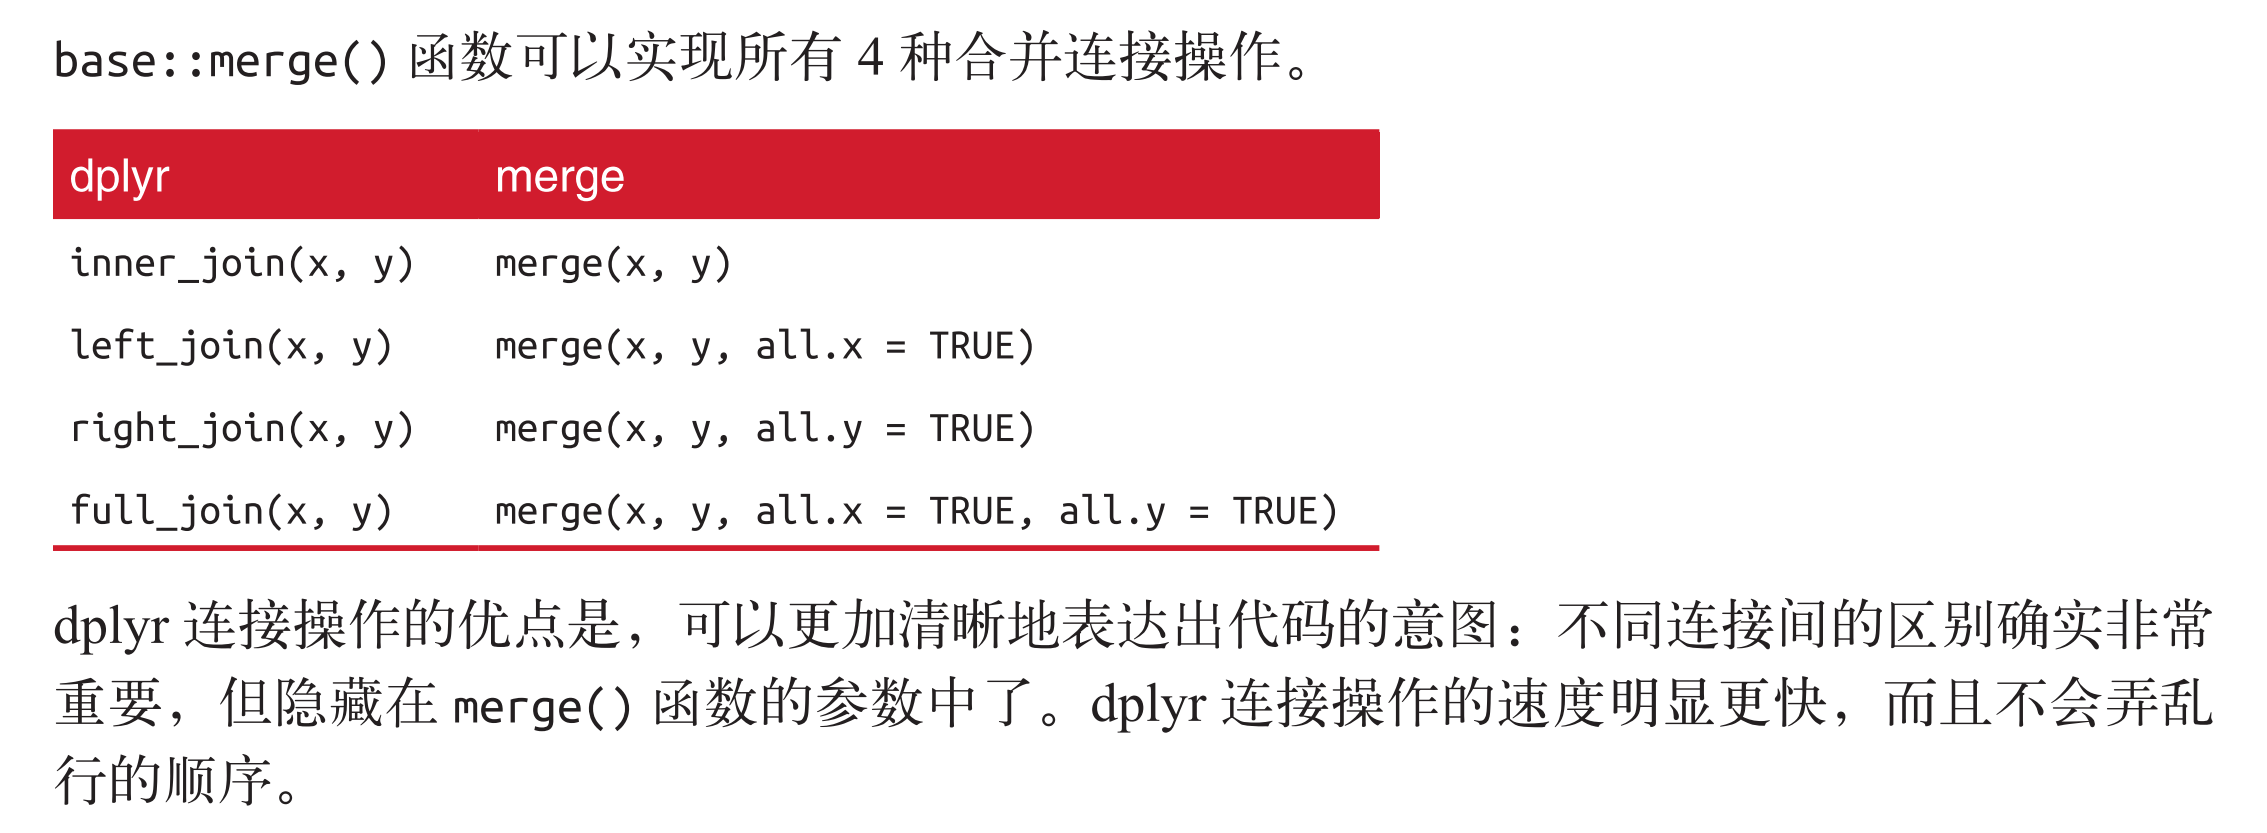 base::merge() 函数可以实现所有 4 种合并连接操作。
dplyr merge
inner_join(x, y) merge(x, y)
left_join(x, y) merge(x, y, all.x = TRUE)
right_join(x, y) merge(x, y, all.y = TRUE)
full_join(x, y) merge(x, y, all.x = TRUE, all.y = TRUE)
dplyr 连接操作的优点是，可以更加清晰地表达出代码的意图：不同连接间的区别确实非常
重要，但隐藏在 merge() 函数的参数中了。dplyr 连接操作的速度明显更快，而且不会弄乱
行的顺序。